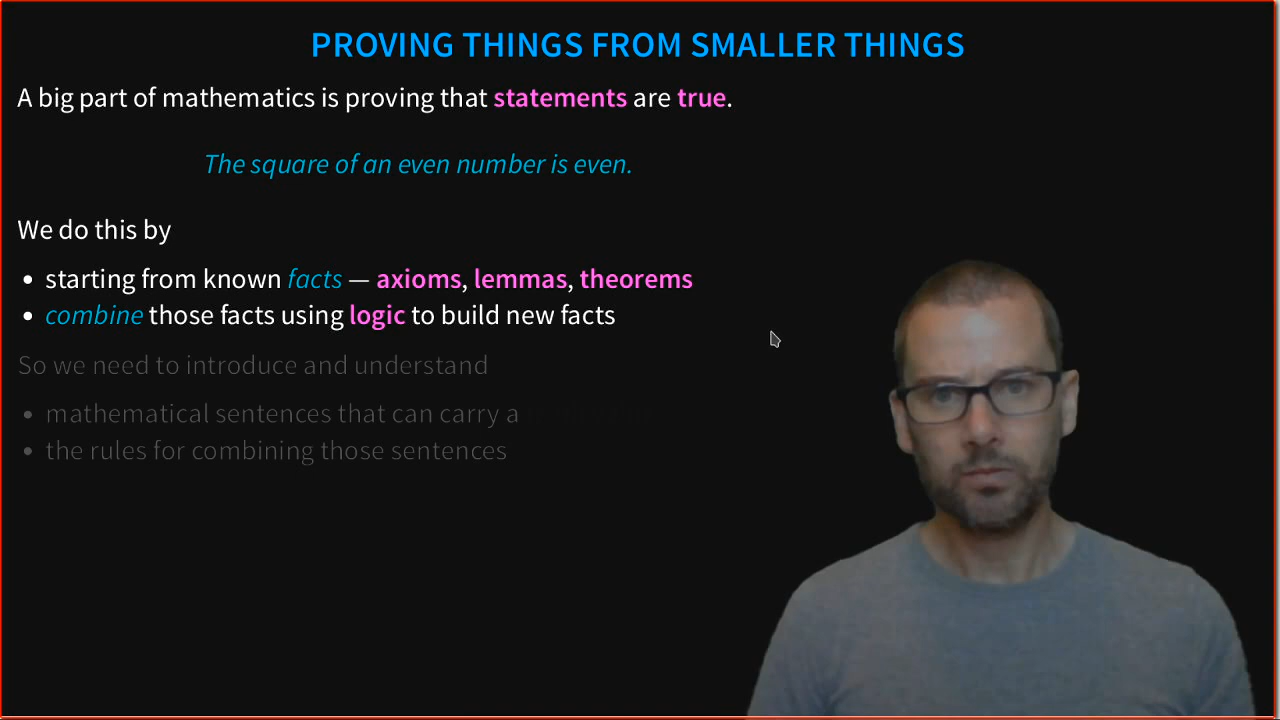 PROVING THINGS FROM SMALLER THINGS
A big part of mathematics is proving that statements are true.
The square of an even number is even.
We do this by
• starting from known facts — axioms, lemmas, theorems
• combine those facts using logic to build new facts
So we need to introduce and understand
• mathematical sentences that can carry a
• the rules for combining those sentences